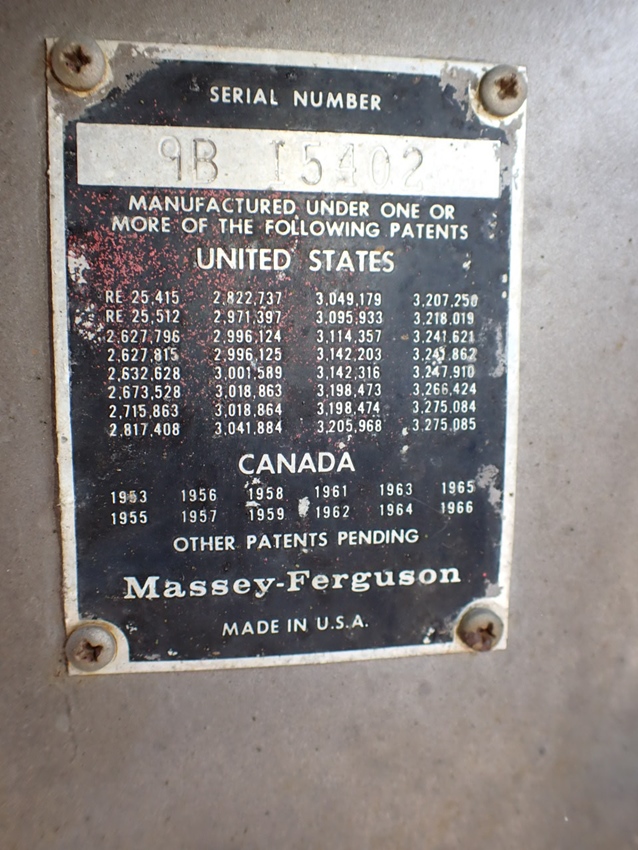 SERIAL NUMBER
9B 15402
MANUFACTURED UNDER ONE OR
MORE OF THE FOLLOWING PATENTS
UNITED STATES
RE 25,415 2,822,737 3,049,179 3,207,250
RE 25,512 2,971,397 3,095,933 3,218,019
2,627,796 2,996,124 3,114,357 3,241,621
2,627,815 2,996,125 3,142,203 3,241,862
2,632,628 3,001,589 3,142,316 3,247,910
2,673,528 3,018,863 3,198,473 3,266,424
2,715,863 3,018,864 3,198,474 3,275,084
2,817,408 3,041,884 3,205,968 3,275,085
CANADA
1953 1956 1958 1961 1963 1965
1955 1957 1959 1962 1964 1966
OTHER PATENTS PENDING
Massey-Ferguson
MADE IN U.S.A.